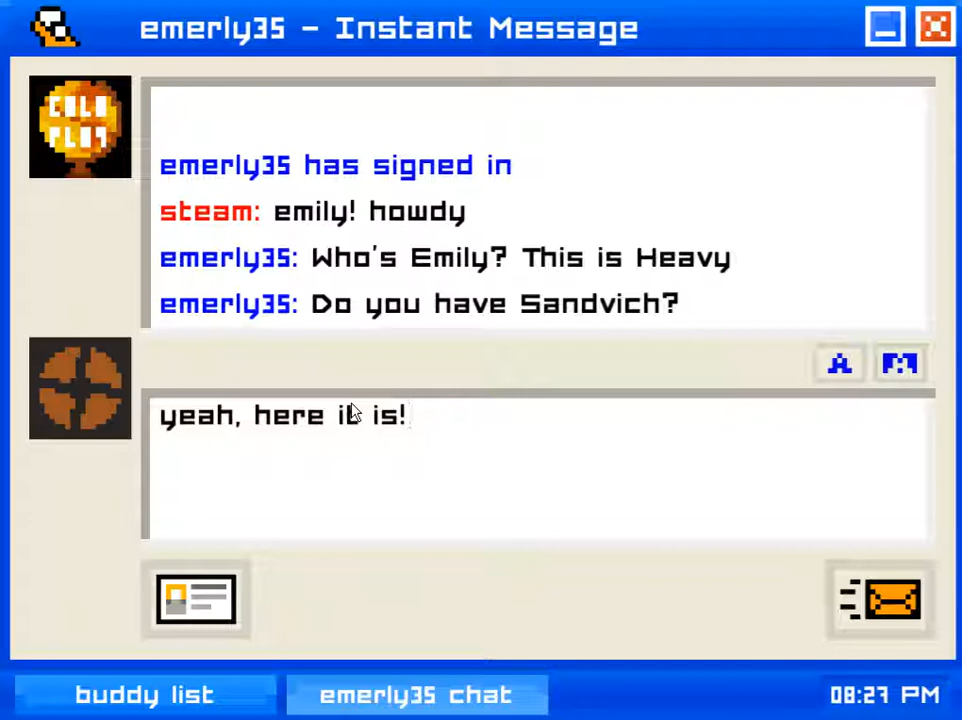 emerly35 - Instant Message
COLD
PLAY
emerly35 has signed in
steam: emily! howdy
emerly35: Who's Emily? This is Heavy
emerly35: Do you have Sandvich?
A
yeah, here it is!
buddy list
emerly35 chat
08:27 PM